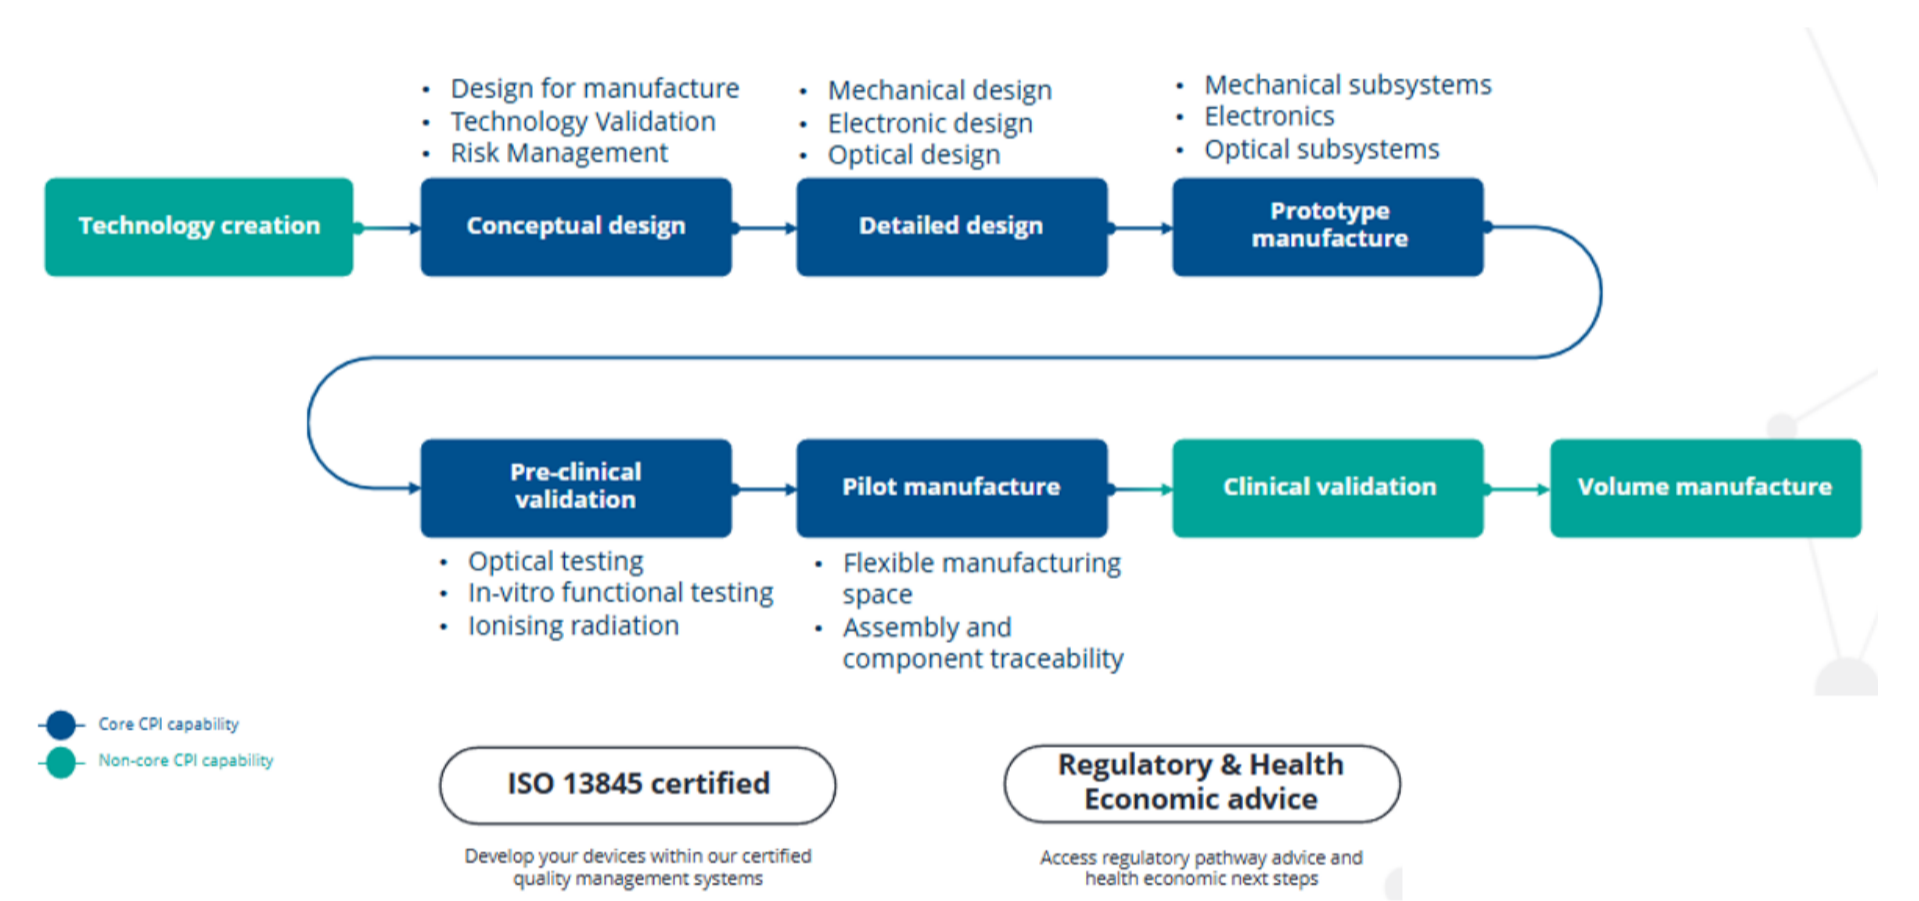 • Design for manufacture
• Technology Validation
• Risk Management
• Mechanical design
• Electronic design
• Optical design
• Mechanical subsystems
• Electronics
• Optical subsystems
Technology creation
Conceptual design
Detailed design
Prototype
manufacture
Pre-clinical
validation
Pilot manufacture
Clinical validation
Volume manufacture
• Optical testing
• In-vitro functional testing
• Ionising radiation
• Flexible manufacturing
space
• Assembly and
component traceability
Core CPI capability
Non-core CPI capability
ISO 13845 certified
Develop your devices within our certified
quality management systems
Regulatory & Health
Economic advice
Access regulatory pathway advice and
health economic next steps